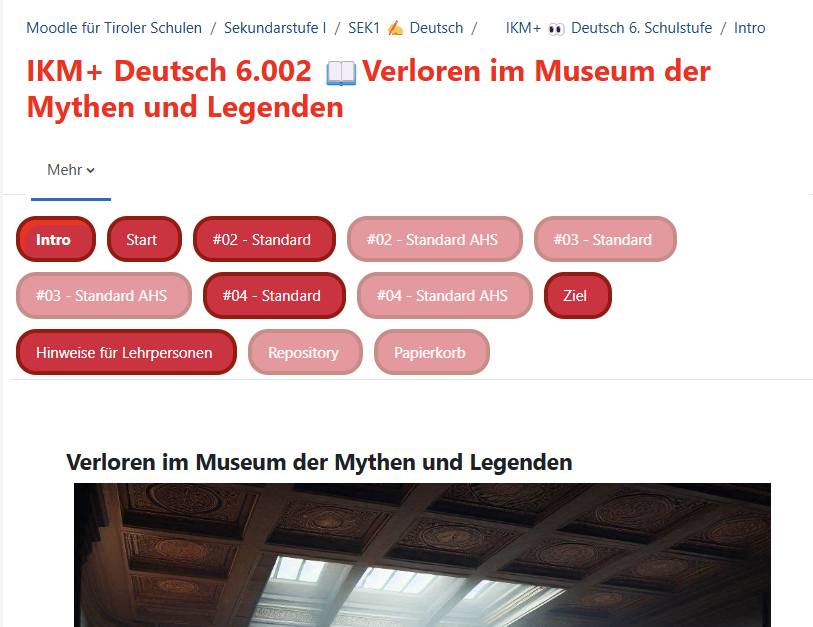 Moodle für Tiroler Schulen / Sekundarstufe I / SEK1 ✍ Deutsch / IKM+ 👀 Deutsch 6. Schulstufe / Intro
IKM+ Deutsch 6.002 📖 Verloren im Museum der
Mythen und Legenden
Mehr
Intro Start #02 - Standard #02 - Standard AHS #03 - Standard
#03 - Standard AHS #04 - Standard #04 - Standard AHS Ziel
Hinweise für Lehrpersonen Repository Papierkorb
Verloren im Museum der Mythen und Legenden